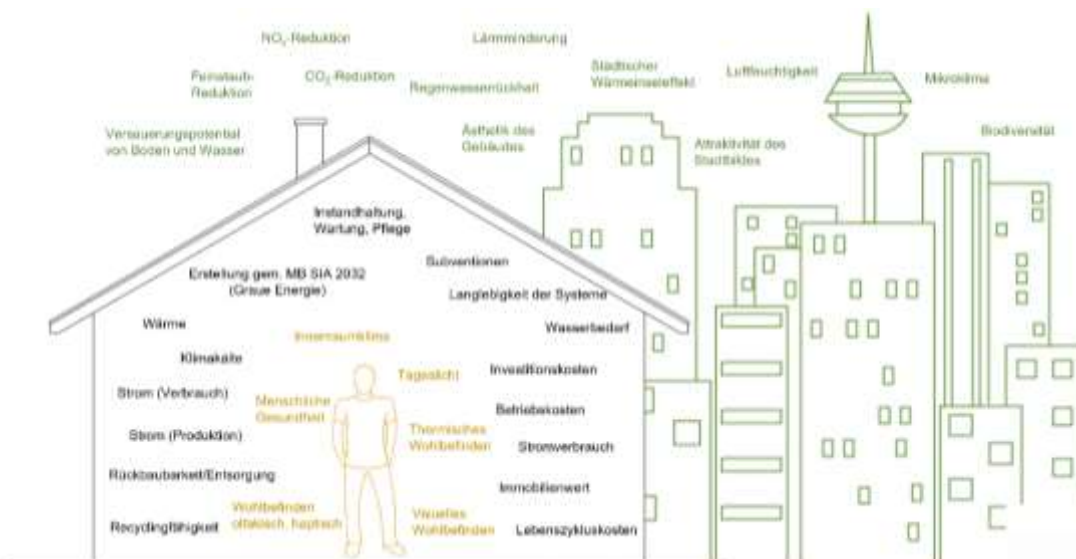 NOₓ-Reduktion
Lärmminderung
Feinstaub-
Reduktion
CO₂-Reduktion
Regenwasserrückhalt
Städtischer
Wärmeinseleffekt
Luftfeuchtigkeit
Mikroklima
Versauerungspotential
von Boden und Wasser
Ästhetik des
Gebäudes
Attraktivität des
Stadtbildes
Biodiversität
Instandhaltung,
Wartung, Pflege
Subventionen
Erstellung gem. MB SIA 2032
(Graue Energie)
Langlebigkeit der Systeme
Wärme
Innenraumklima
Wasserbedarf
Klimakälte
Tageslicht
Investitionskosten
Strom (Verbrauch)
Menschliche
Gesundheit
Betriebskosten
Strom (Produktion)
Thermisches
Wohlbefinden
Stromverbrauch
Rückbaubarkeit/Entsorgung
Immobilienwert
Wohlbefinden
olfaktisch, haptisch
Visuelles
Wohlbefinden
Recyclingfähigkeit
Lebenszykluskosten